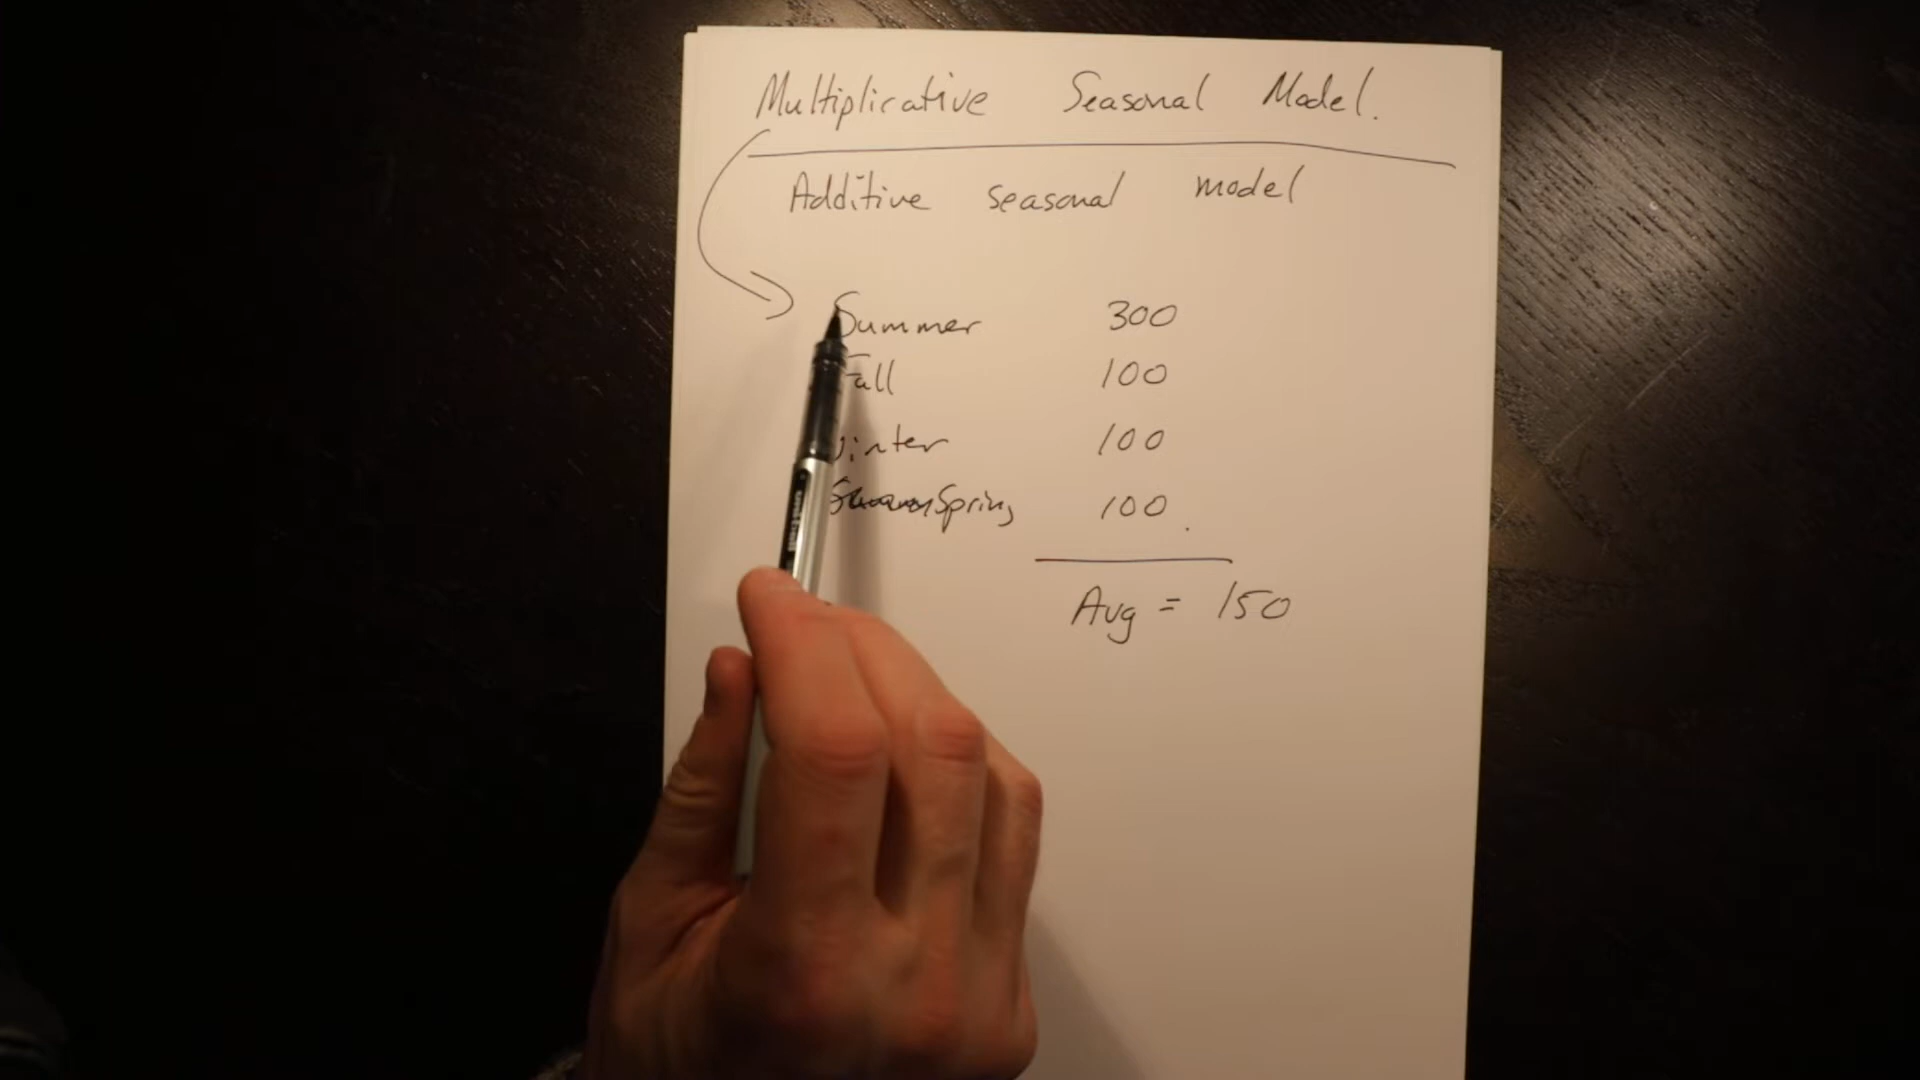 Multiplicative Seasonal Model.
Additive seasonal model
Summer 300
Fall 100
winter 100
Spring 100.
Avg = 150